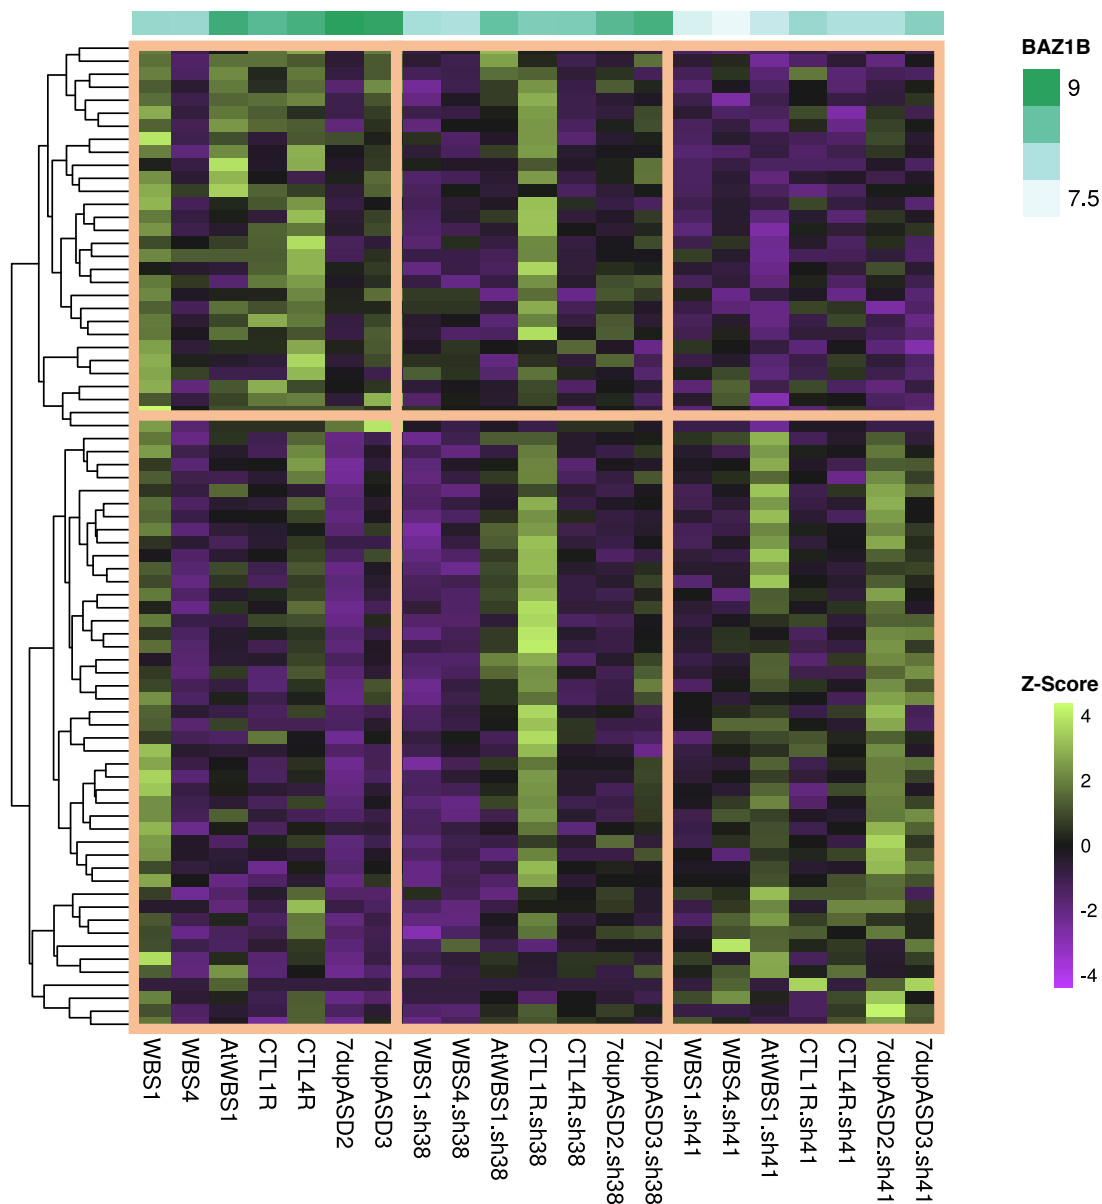 BAZ1B
9
7.5
Z-Score
4
2
0
-2
-4
WBS1
WBS4
AtWBS1
CTL1R
CTL4R
7dupASD2
7dupASD3
WBS1.sh38
WBS4.sh38
AtWBS1.sh38
CTL1R.sh38
CTL4R.sh38
7dupASD2.sh38
7dupASD3.sh38
WBS1.sh41
WBS4.sh41
AtWBS1.sh41
CTL1R.sh41
CTL4R.sh41
7dupASD2.sh41
7dupASD3.sh41